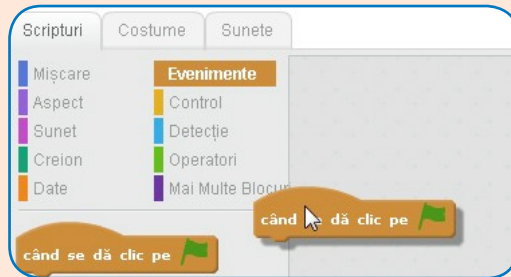 Scripturi Costume Sunete
Mișcare Evenimente
Aspect Control
Sunet Detecție
Creion Operatori
Date Mai Multe Blocur
când dă clic pe
când se dă clic pe